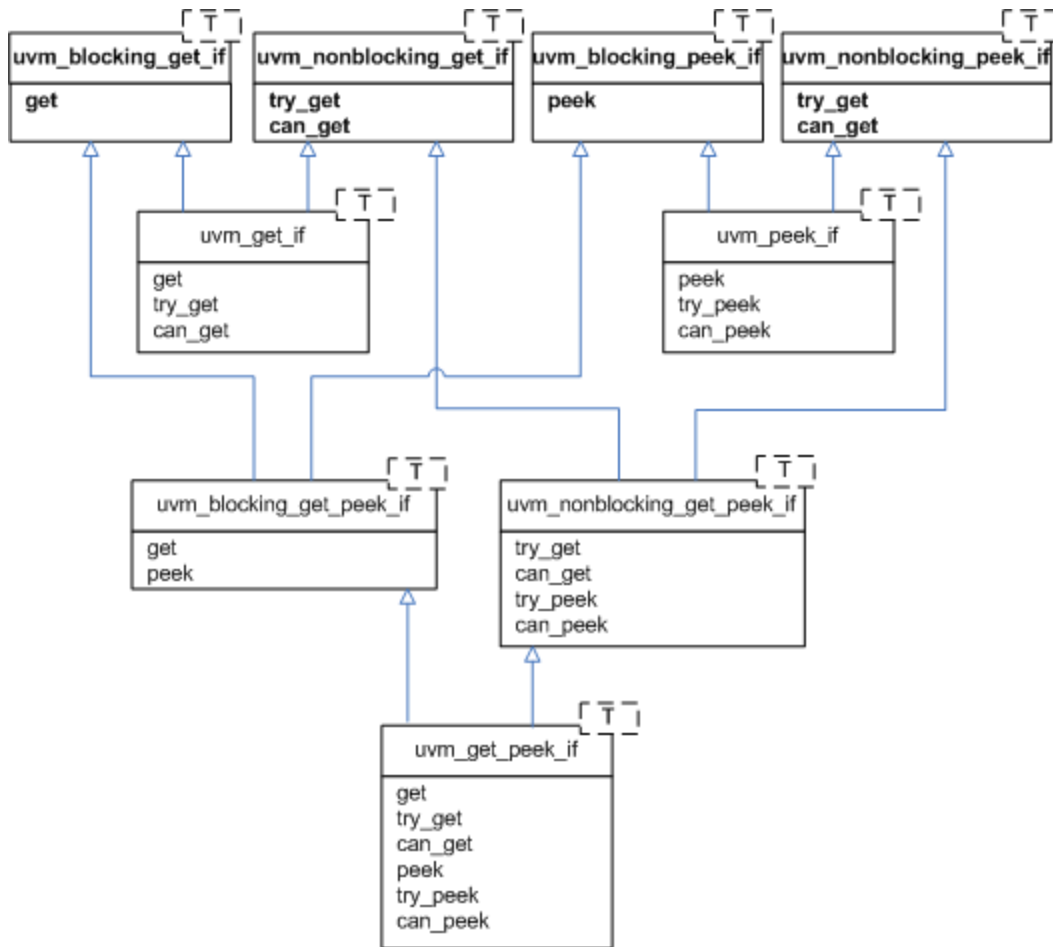 T
T
T
T
uvm_blocking_get_if
uvm_nonblocking_get_if
uvm_blocking_peek_if
uvm_nonblocking_peek_if
get
try_get
can_get
peek
try_get
can_get
T
uvm_get_if
get
try_get
can_get
T
uvm_peek_if
peek
try_peek
can_peek
T
uvm_blocking_get_peek_if
get
peek
T
uvm_nonblocking_get_peek_if
try_get
can_get
try_peek
can_peek
T
uvm_get_peek_if
get
try_get
can_get
peek
try_peek
can_peek